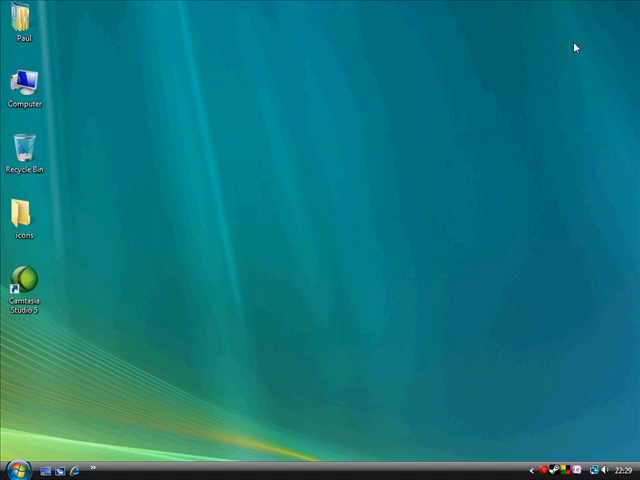 Paul
Computer
Recycle Bin
icons
Camtasia
Studio 5
22:29